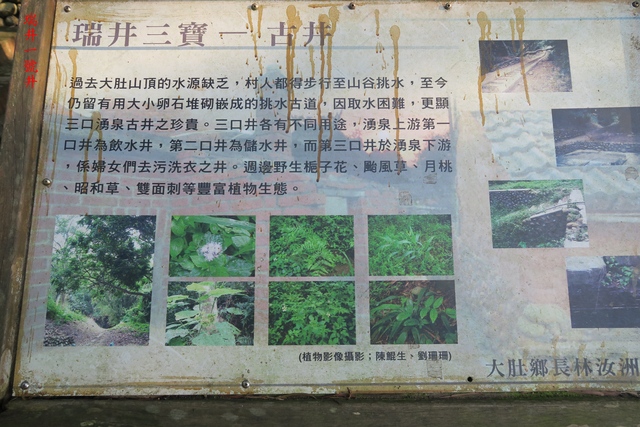 瑞井三寶 — 古井
瑞井一號井
過去大肚山頂的水源缺乏，村人都得步行至山谷挑水，至今
仍留有用大小卵石堆砌嵌成的挑水古道，因取水困難，更顯
三口湧泉古井之珍貴。三口井各有不同用途，湧泉上游第一
口井為飲水井，第二口井為儲水井，而第三口井於湧泉下游
，係婦女們去污洗衣之井。週邊野生梔子花、颱風草、月桃
、昭和草、雙面刺等豐富植物生態。
(植物影像攝影；陳鯤生、劉珊珊)
大肚鄉長林汝洲